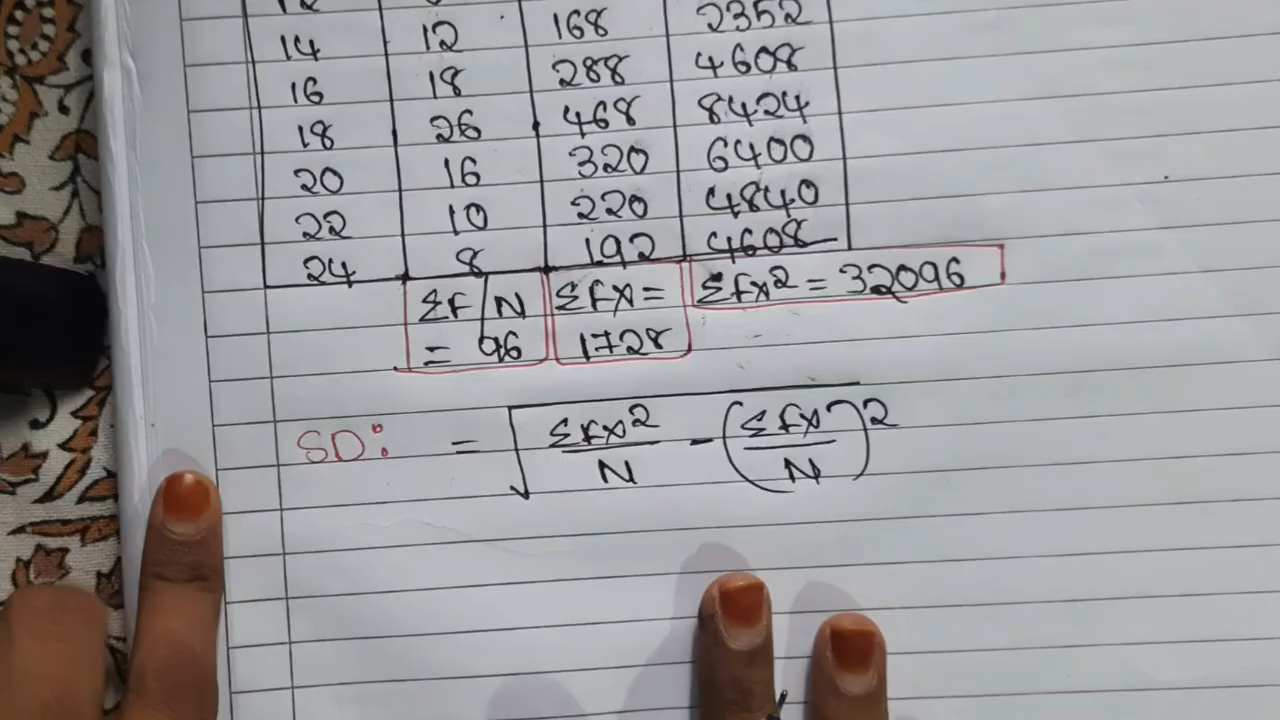 14 12 168 2352
16 18 288 4608
18 26 468 8424
20 16 320 6400
22 10 220 4840
24 8 192 4608
Σf/N = 96 Σfx = 1728 Σfx² = 32096
SD: = √ Σfx²/N - (Σfx/N)²